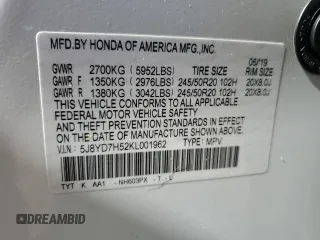 MFD.BY HONDA OF AMERICA MFG.,INC. 06/19
GVWR 2700KG (5952LBS) TIRE SIZE RIM SIZE
GAWR F 1350KG (2976LBS) 245/50R20 102H 20X8.0J
GAWR R 1380KG (3042LBS) 245/50R20 102H 20X8.0J
THIS VEHICLE CONFORMS TO ALL APPLICABLE
FEDERAL MOTOR VEHICLE SAFETY AND THEFT
PREVENTION STANDARDS IN EFFECT ON THE DATE
OF MANUFACTURE SHOWN ABOVE.
V.I.N: 5J8YD7H52KL001962 TYPE: MPV
TYT K AA1 - NH603PX - T -
DREAMBID
dreambid.com